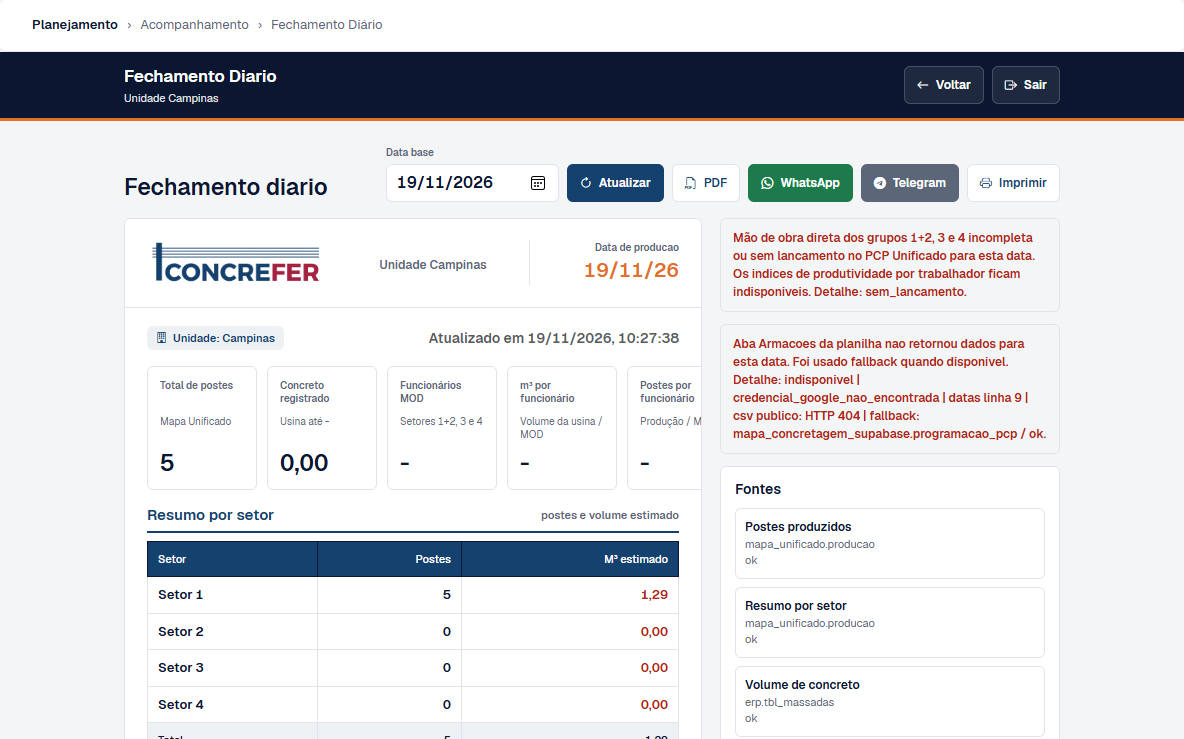 Planejamento › Acompanhamento › Fechamento Diário
Fechamento Diario
Unidade Campinas
Voltar
Sair
Fechamento diario
Data base
19/11/2026
Atualizar
PDF
WhatsApp
Telegram
Imprimir
CONCREFER
Unidade Campinas
Data de producao
19/11/26
Unidade: Campinas
Atualizado em 19/11/2026, 10:27:38
Total de postes
Mapa Unificado
5
Concreto
registrado
Usina até -
0,00
Funcionários
MOD
Setores 1+2, 3 e 4
-
m³ por
funcionário
Volume da usina /
MOD
-
Postes por
funcionário
Produção / M
-
Resumo por setor
postes e volume estimado
Setor Postes M³ estimado
Setor 1 5 1,29
Setor 2 0 0,00
Setor 3 0 0,00
Setor 4 0 0,00
Total 5 1,29
Mão de obra direta dos grupos 1+2, 3 e 4 incompleta
ou sem lancamento no PCP Unificado para esta data.
Os indices de produtividade por trabalhador ficam
indisponiveis. Detalhe: sem_lancamento.
Aba Armacoes da planilha nao retornou dados para
esta data. Foi usado fallback quando disponivel.
Detalhe: indisponivel |
credencial_google_nao_encontrada | datas linha 9 |
csv publico: HTTP 404 | fallback:
mapa_concretagem_supabase.programacao_pcp / ok.
Fontes
Postes produzidos
mapa_unificado.producao
ok
Resumo por setor
mapa_unificado.producao
ok
Volume de concreto
erp.tbl_massadas
ok